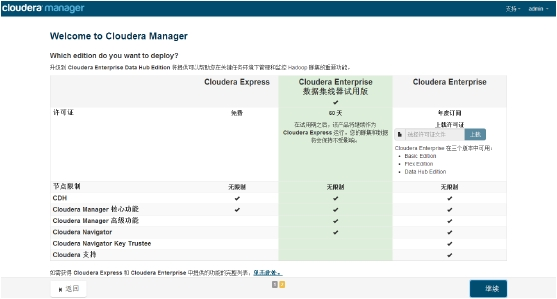 cloudera manager 支持 admin
Welcome to Cloudera Manager
Which edition do you want to deploy?
升级到 Cloudera Enterprise Data Hub Edition 将提供可以帮助您在关键任务环境下管理和监控 Hadoop 群集的重要功能。
Cloudera Express Cloudera Enterprise Cloudera Enterprise
数据集线器试用版
✔
许可证 免费 60 天 年度订阅
在试用期之后，该产品将继续作为
Cloudera Express 运行。您的群集和数据
将会保持不受影响。
上载许可证
选择许可证文件 上载
Cloudera Enterprise 在三个版本中可用：
• Basic Edition
• Flex Edition
• Data Hub Edition
节点限制 无限制 无限制 无限制
CDH ✔ ✔ ✔
Cloudera Manager 核心功能 ✔ ✔ ✔
Cloudera Manager 高级功能 ✔ ✔
Cloudera Navigator ✔ ✔
Cloudera Navigator Key Trustee ✔
Cloudera 支持 ✔
如需获得 Cloudera Express 和 Cloudera Enterprise 中提供的功能的完整列表，单击此处。
返回 1 2 继续